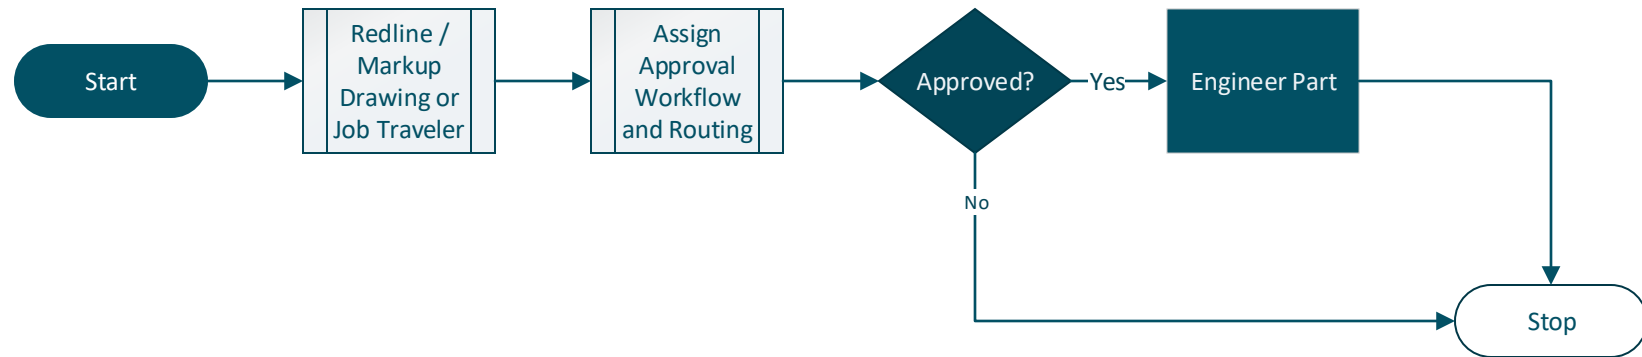 Start
Redline /
Markup
Drawing or
Job Traveler
Assign
Approval
Workflow
and Routing
Approved?
Yes
Engineer Part
No
Stop